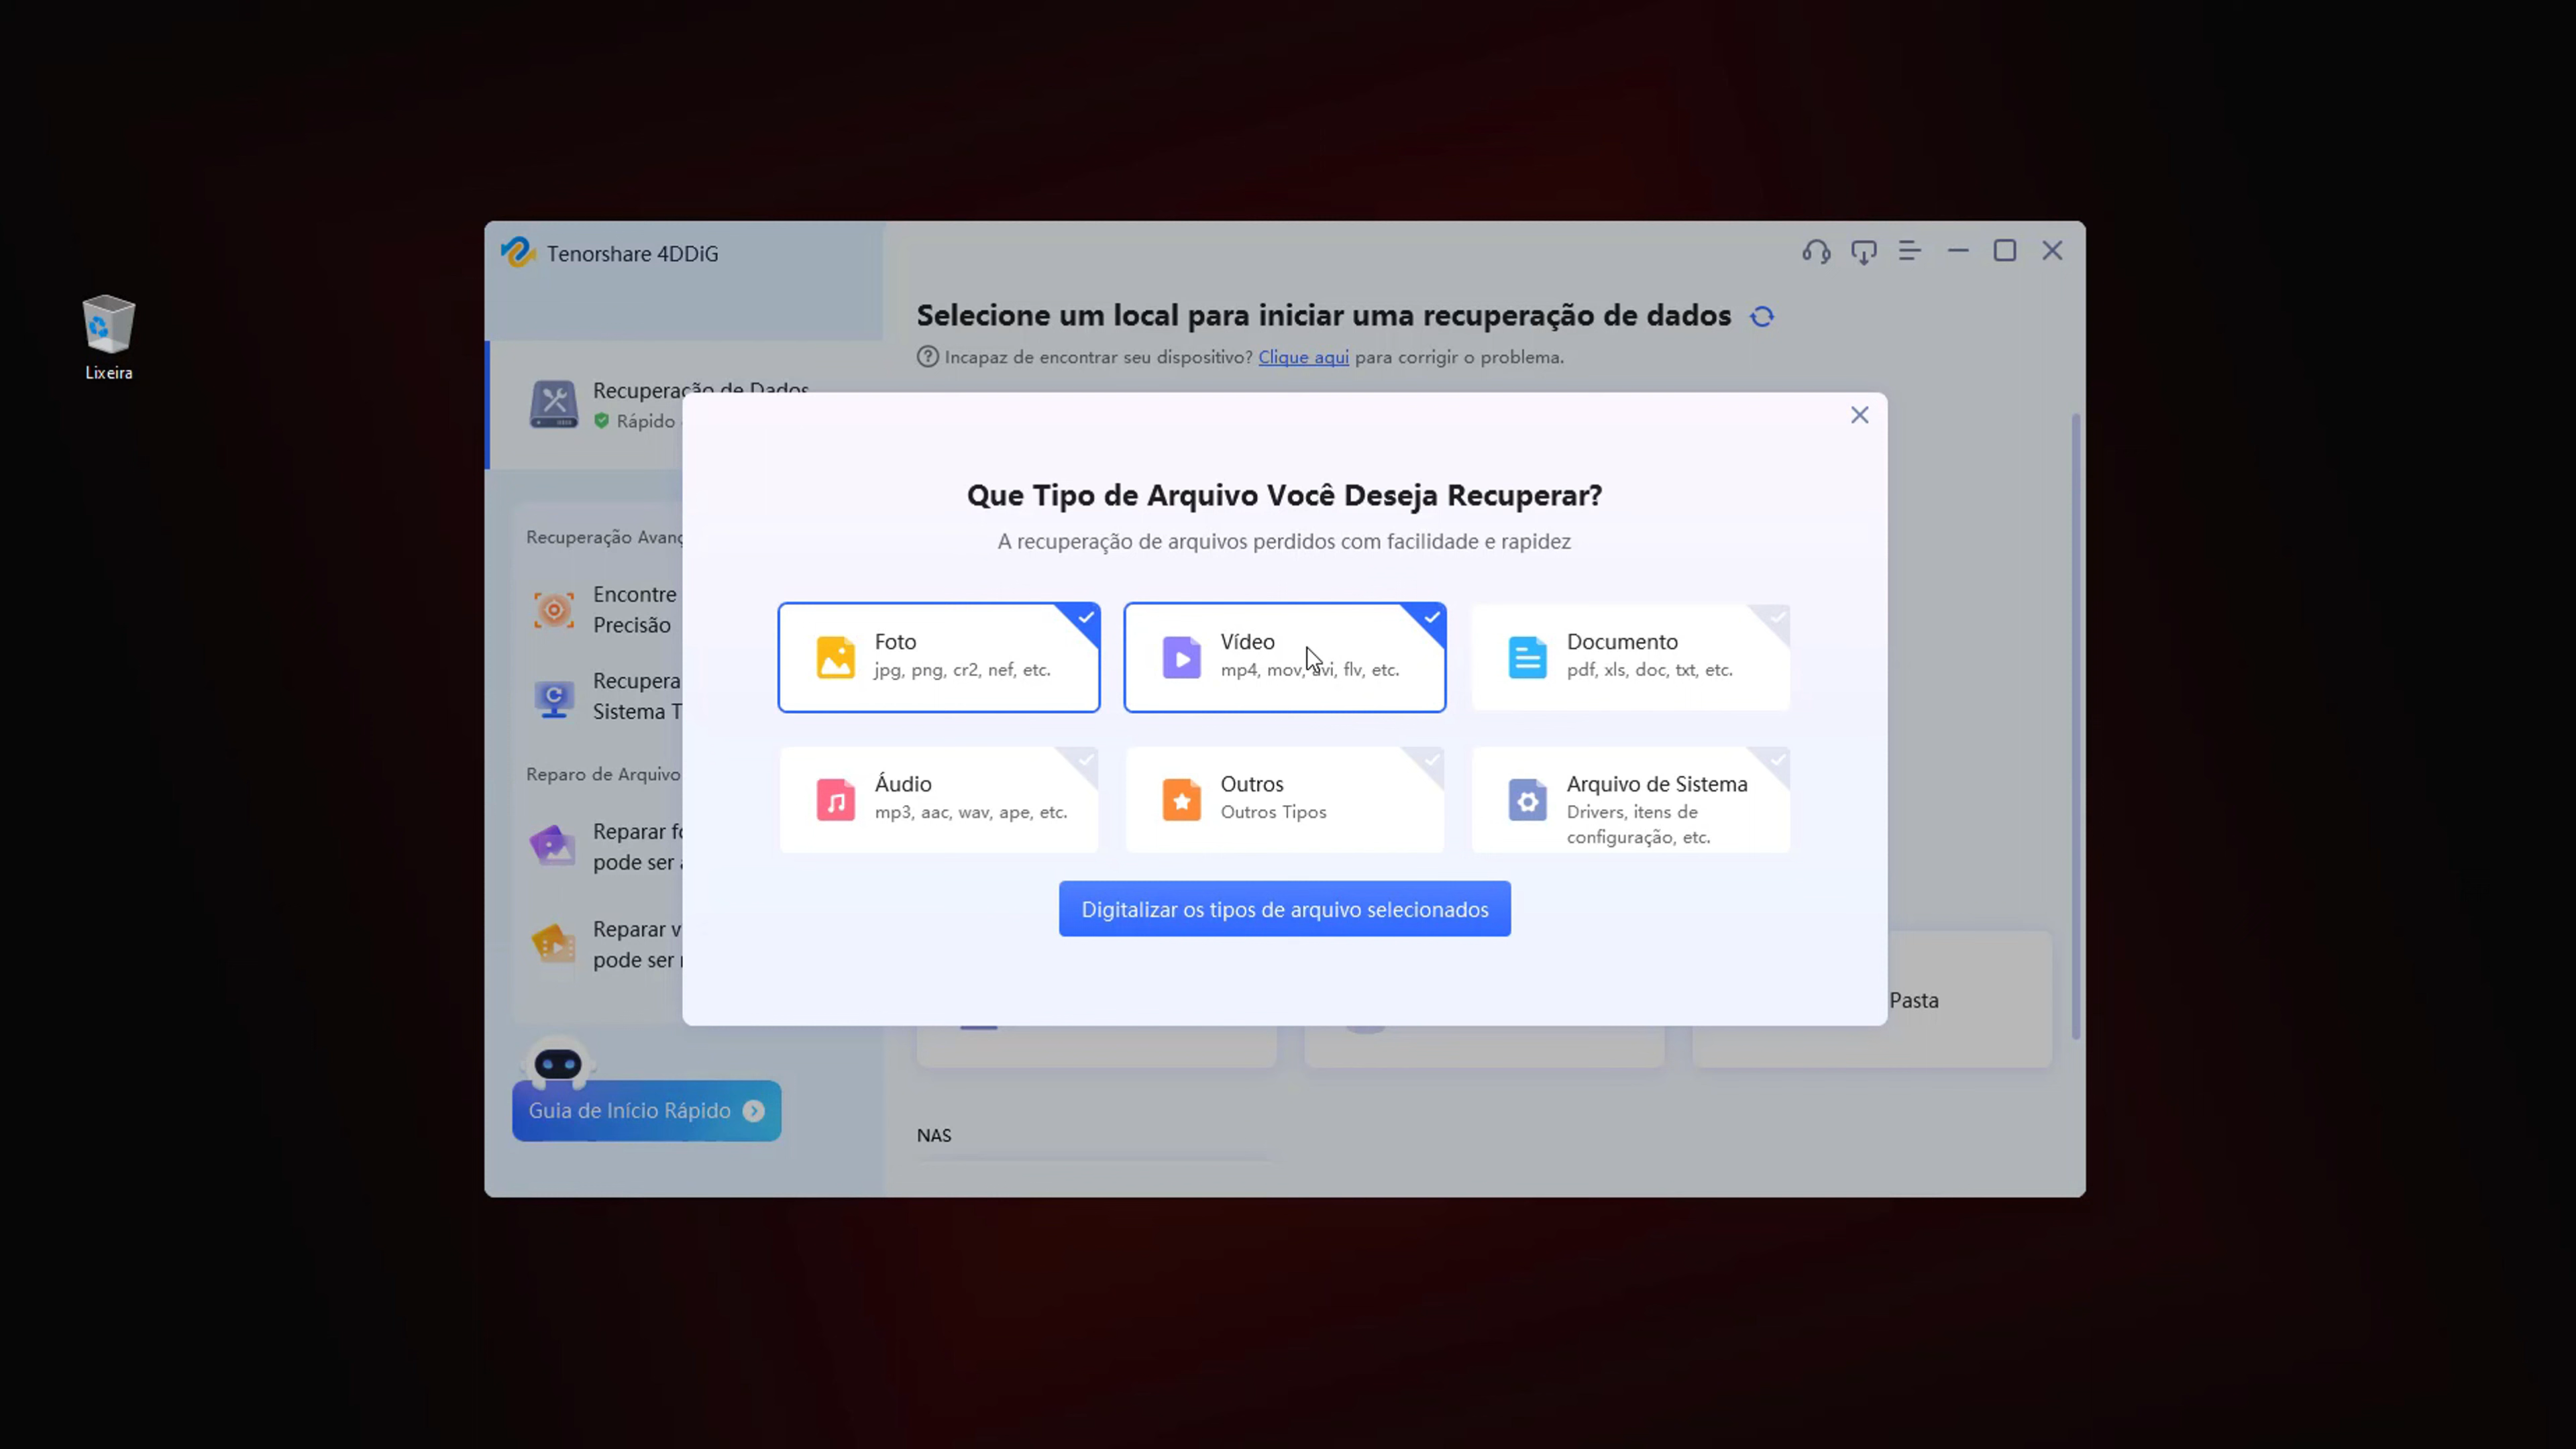 Tenorshare 4DDiG
Lixeira
Selecione um local para iniciar uma recuperação de dados
Incapaz de encontrar seu dispositivo? Clique aqui para corrigir o problema.
Recuperação de Dados
Rápido
Recuperação
Encontre
Precisão
Sistema
Reparo de Arquivo
Reparar
pode ser
Reparar
pode ser
Guia de Início Rápido
Que Tipo de Arquivo Você Deseja Recuperar?
A recuperação de arquivos perdidos com facilidade e rapidez
Foto
jpg, png, cr2, nef, etc.
Vídeo
mp4, mov, avi, flv, etc.
Documento
pdf, xls, doc, txt, etc.
Áudio
mp3, aac, wav, ape, etc.
Outros
Outros Tipos
Arquivo de Sistema
Drivers, itens de
configuração, etc.
Digitalizar os tipos de arquivo selecionados
Pasta
NAS